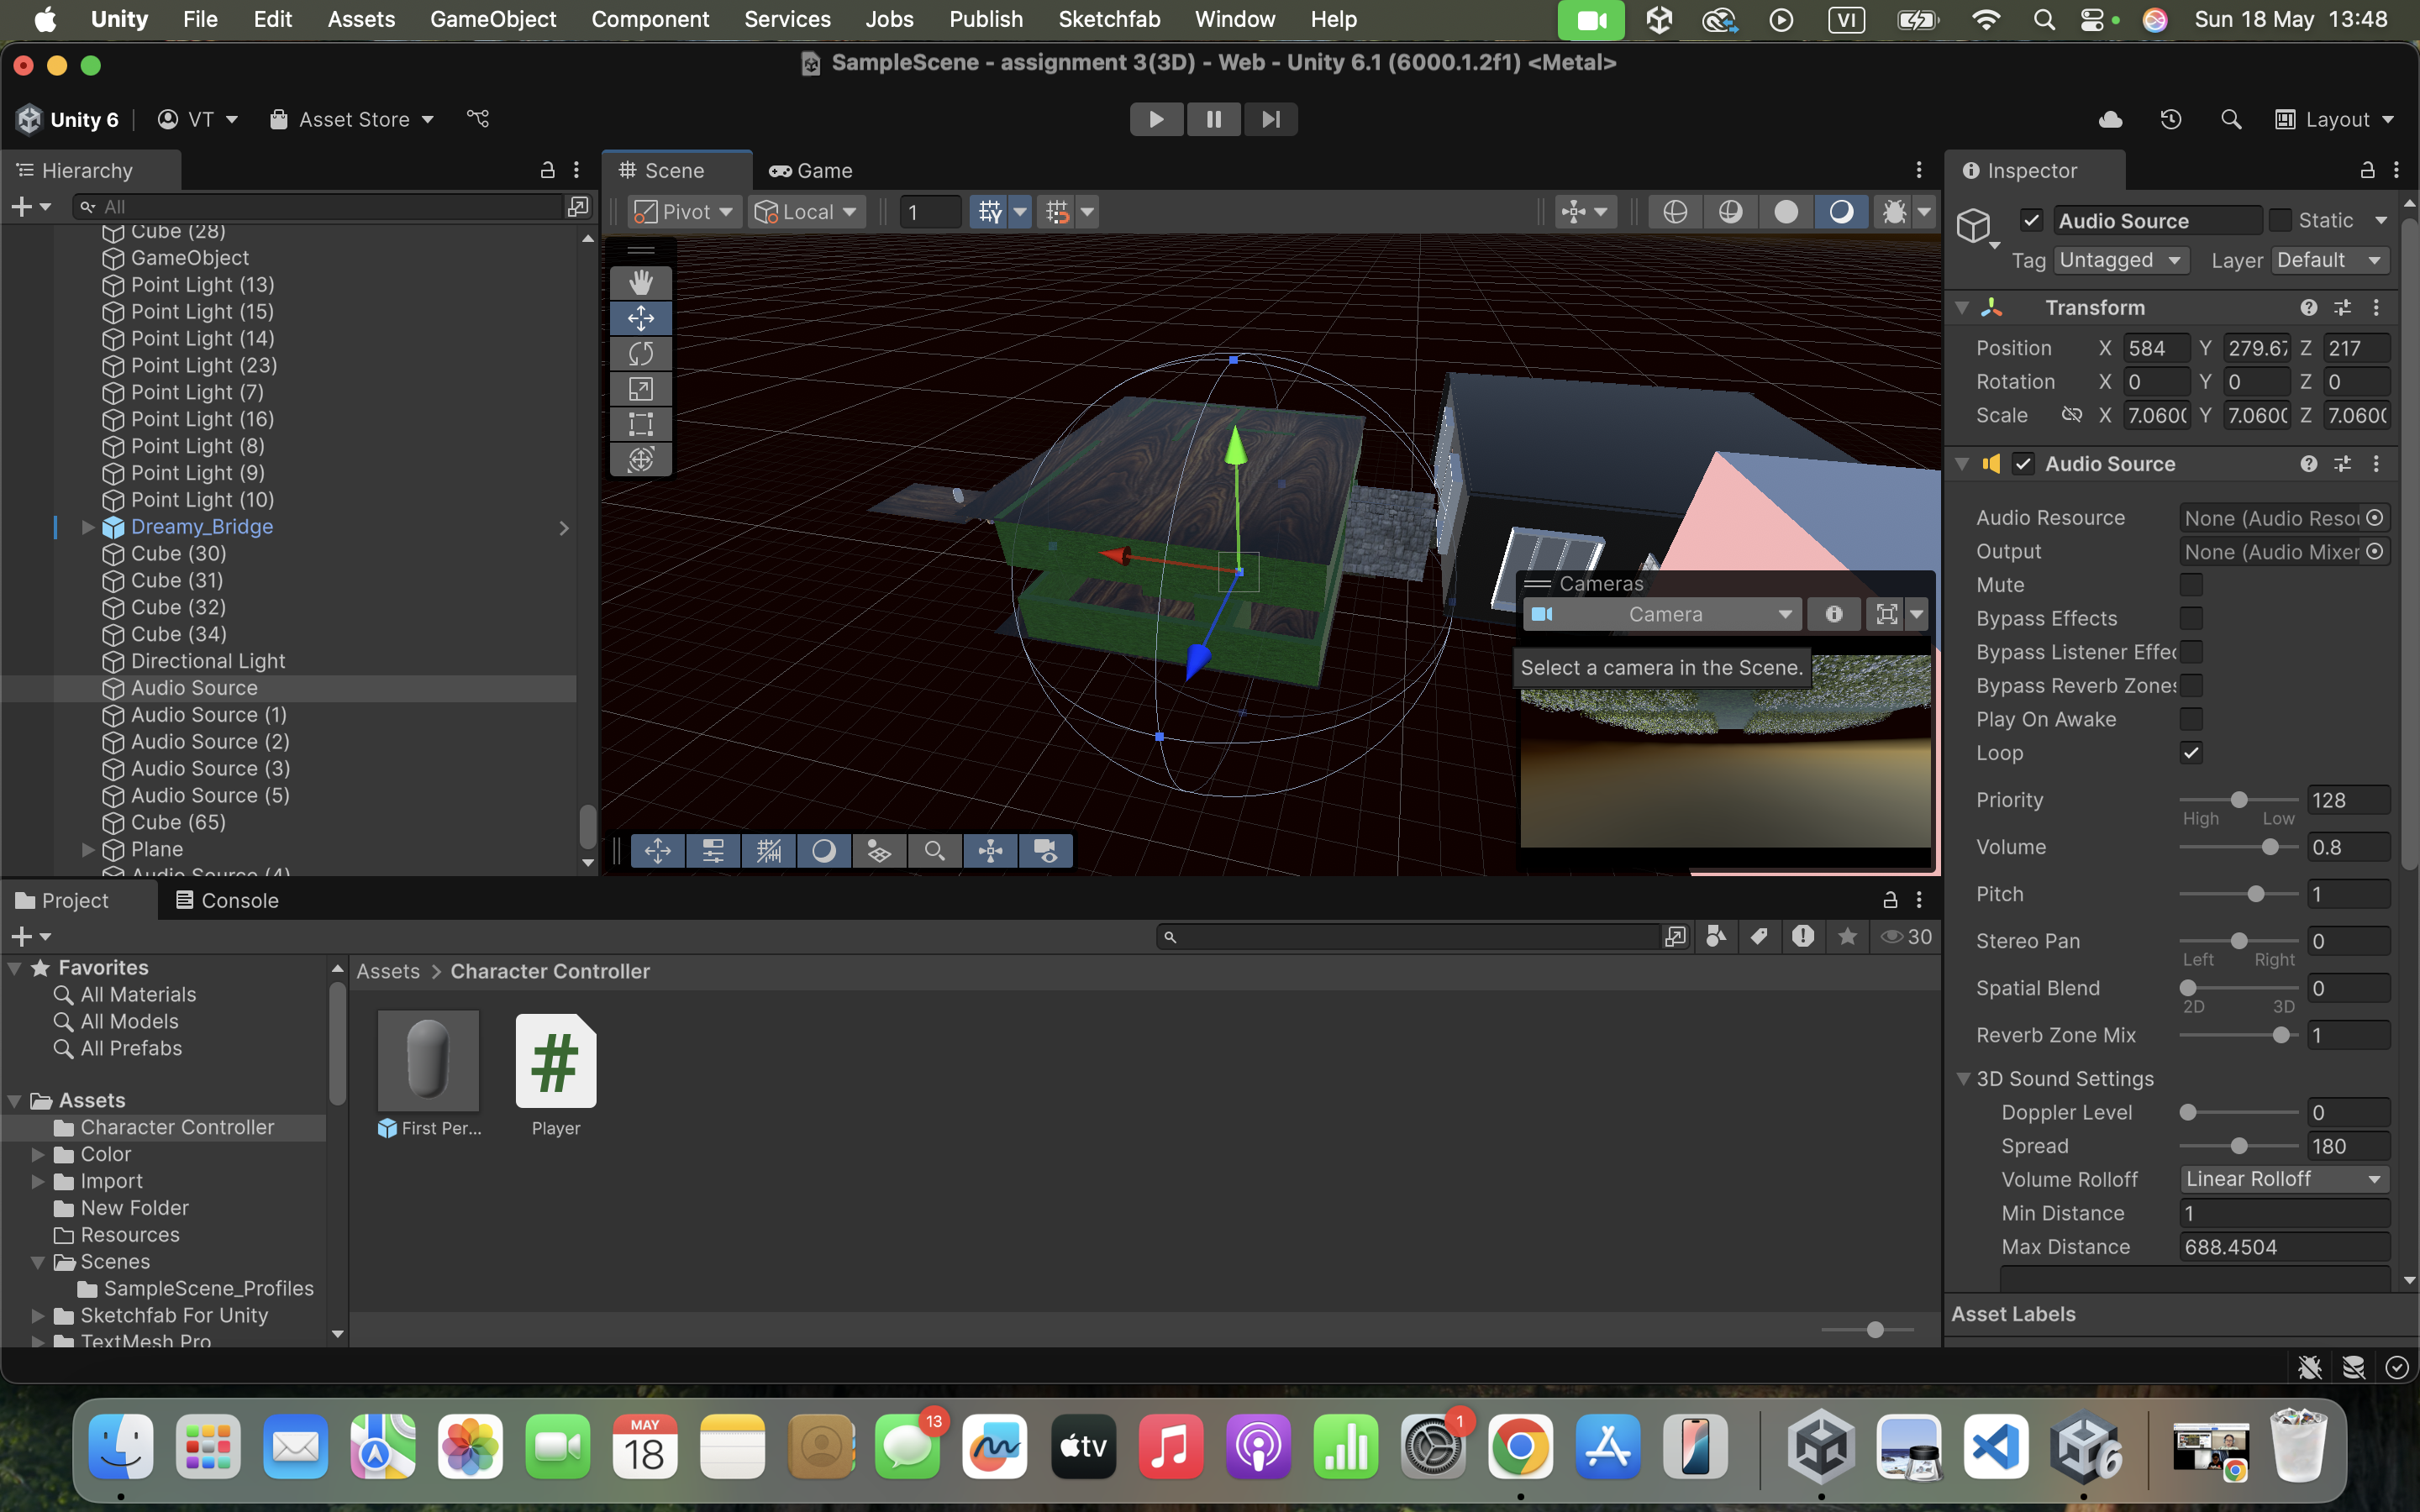 Unity File Edit Assets GameObject Component Services Jobs Publish Sketchfab Window Help VI Sun 18 May 13:48
SampleScene - assignment 3(3D) - Web - Unity 6.1 (6000.1.2f1) <Metal>
Unity 6 VT Asset Store Layout
Hierarchy
All
Cube (28)
GameObject
Point Light (13)
Point Light (15)
Point Light (14)
Point Light (23)
Point Light (7)
Point Light (16)
Point Light (8)
Point Light (9)
Point Light (10)
Dreamy_Bridge
Cube (30)
Cube (31)
Cube (32)
Cube (34)
Directional Light
Audio Source
Audio Source (1)
Audio Source (2)
Audio Source (3)
Audio Source (5)
Cube (65)
Plane
Audio Source (4)
Scene Game
Pivot Local 1
Cameras
Camera
Select a camera in the Scene.
Inspector
Audio Source Static
Tag Untagged Layer Default
Transform
Position X 584 Y 279.67 Z 217
Rotation X 0 Y 0 Z 0
Scale X 7.060 Y 7.060 Z 7.060
Audio Source
Audio Resource None (Audio Resou
Output None (Audio Mixer
Mute
Bypass Effects
Bypass Listener Effec
Bypass Reverb Zones
Play On Awake
Loop
Priority 128
High Low
Volume 0.8
Pitch 1
Stereo Pan 0
Left Right
Spatial Blend 0
2D 3D
Reverb Zone Mix 1
3D Sound Settings
Doppler Level 0
Spread 180
Volume Rolloff Linear Rolloff
Min Distance 1
Max Distance 688.4504
Asset Labels
Project Console
30
Favorites
All Materials
All Models
All Prefabs
Assets
Character Controller
Color
Import
New Folder
Resources
Scenes
SampleScene_Profiles
Sketchfab For Unity
TextMesh Pro
Assets > Character Controller
First Per...
#
Player
MAY
18
13
tv
1
6